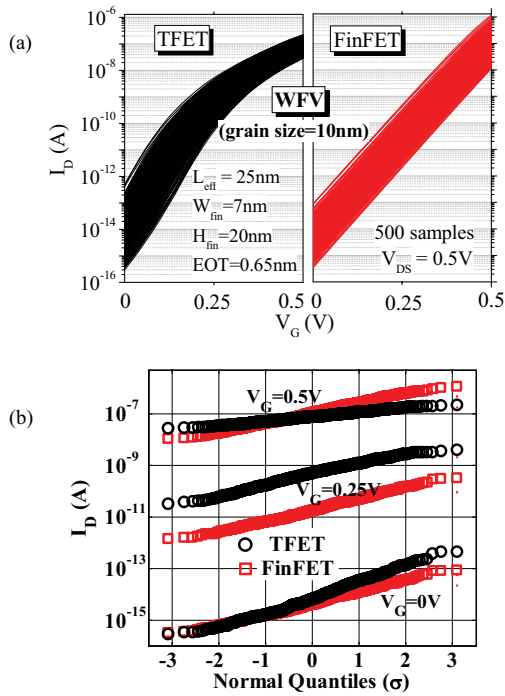 (a)
TFET
FinFET
WFV
(grain size=10nm)
L_eff = 25nm
W_fin=7nm
H_fin=20nm
EOT=0.65nm
500 samples
V_DS = 0.5V
I_D (A)
10^-6
10^-8
10^-10
10^-12
10^-14
10^-16
0
0.25
0.5
0
0.25
0.5
V_G (V)
(b)
V_G=0.5V
V_G=0.25V
V_G=0V
TFET
FinFET
I_D (A)
10^-7
10^-9
10^-11
10^-13
10^-15
-3 -2 -1 0 1 2 3
Normal Quantiles (σ)